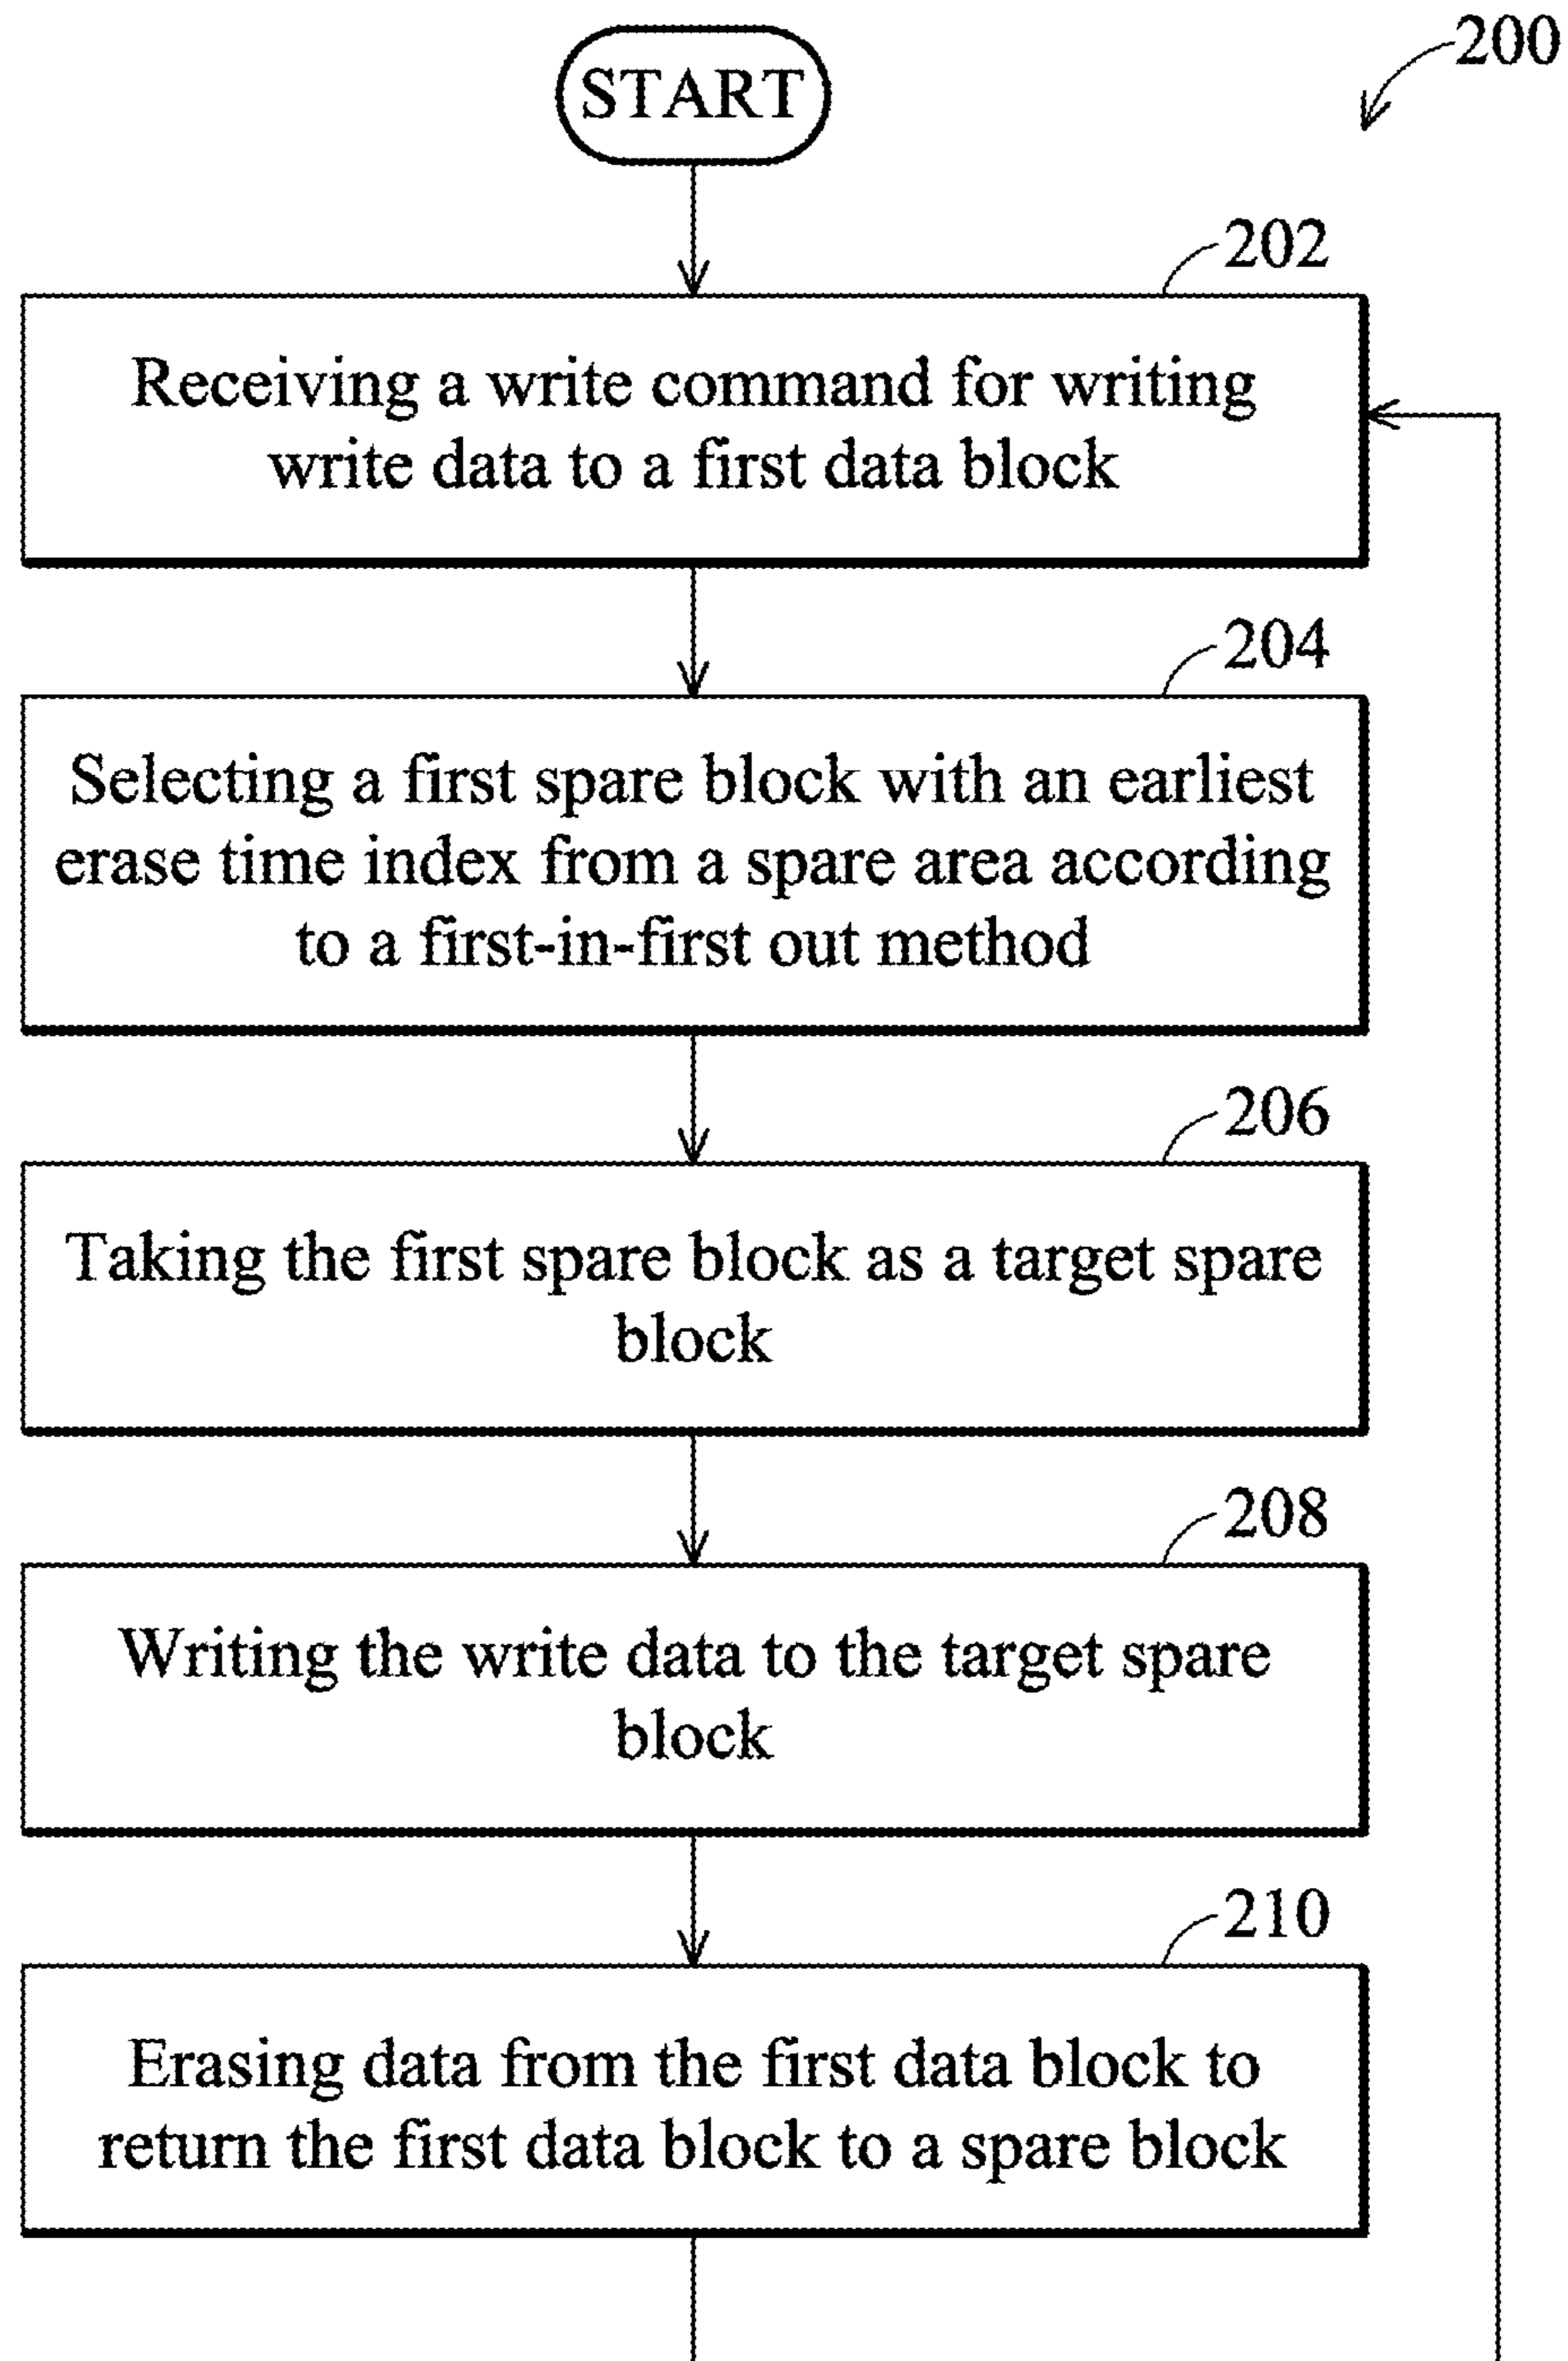 200
START
202
Receiving a write command for writing
write data to a first data block
204
Selecting a first spare block with an earliest
erase time index from a spare area according
to a first-in-first out method
206
Taking the first spare block as a target spare
block
208
Writing the write data to the target spare
block
210
Erasing data from the first data block to
return the first data block to a spare block